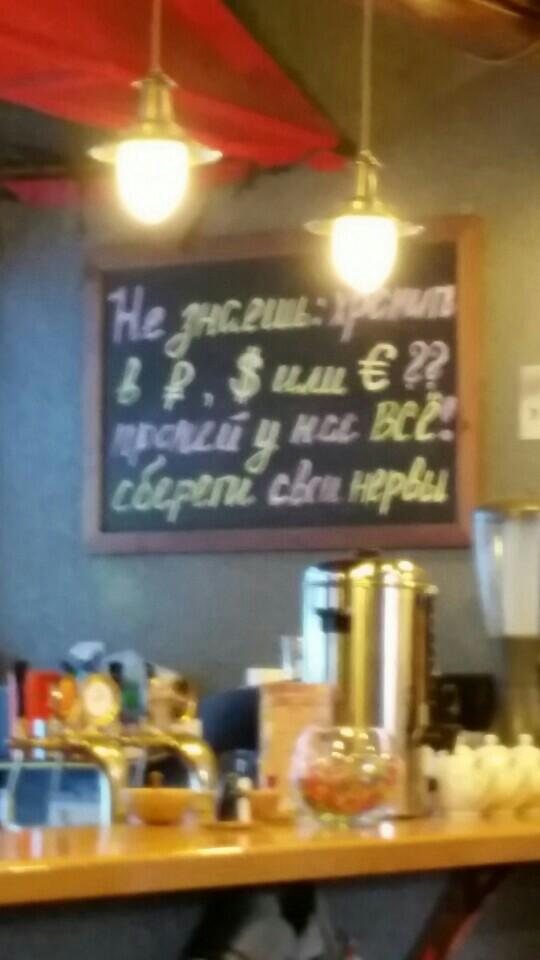 Не знаешь: хранить
в ₽, $ или € ??
пропей у нас ВСЁ!
сбереги свои нервы